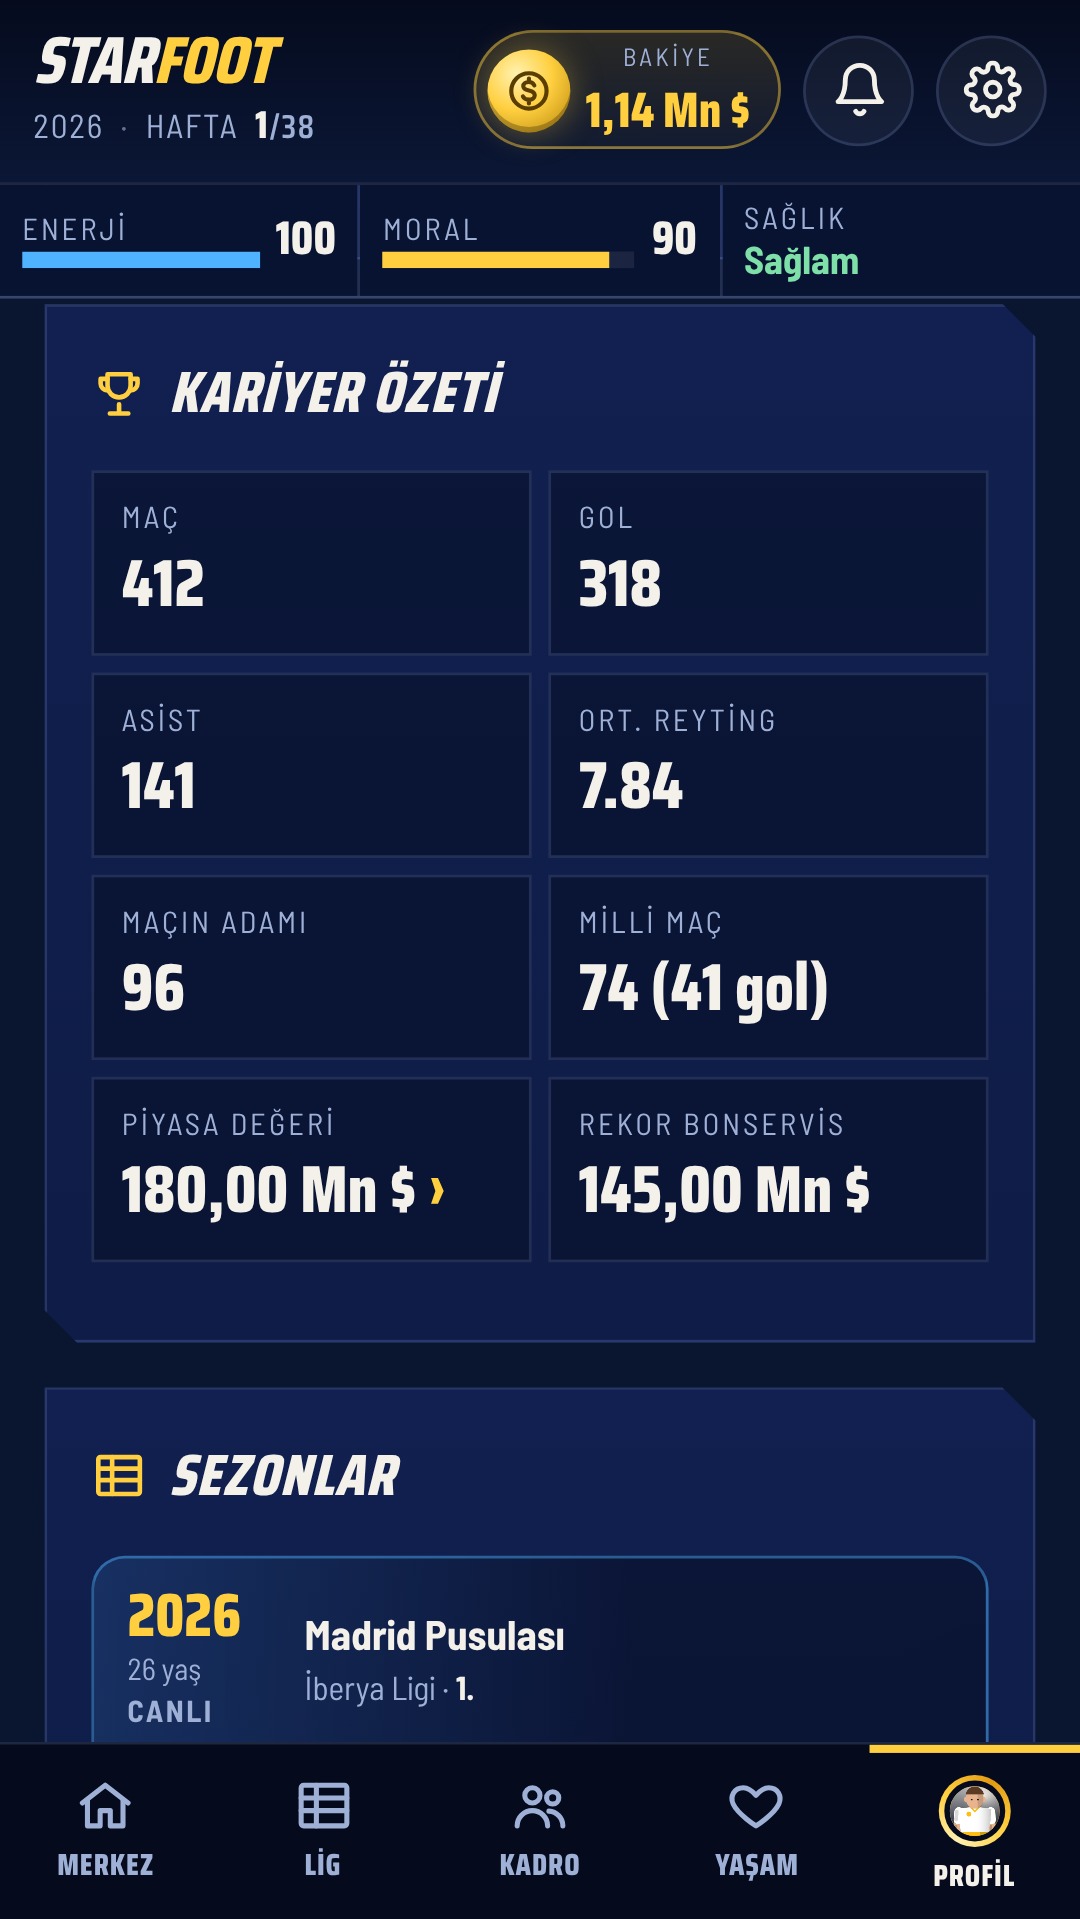 STARFOOT
2026 · HAFTA 1/38
BAKİYE
1,14 Mn $
ENERJİ 100
MORAL 90
SAĞLIK
Sağlam
KARİYER ÖZETİ
MAÇ
412
GOL
318
ASİST
141
ORT. REYTİNG
7.84
MAÇIN ADAMI
96
MİLLİ MAÇ
74 (41 gol)
PİYASA DEĞERİ
180,00 Mn $ ›
REKOR BONSERVİS
145,00 Mn $
SEZONLAR
2026
26 yaş
CANLI
Madrid Pusulası
İberya Ligi · 1.
MERKEZ
LİG
KADRO
YAŞAM
PROFİL